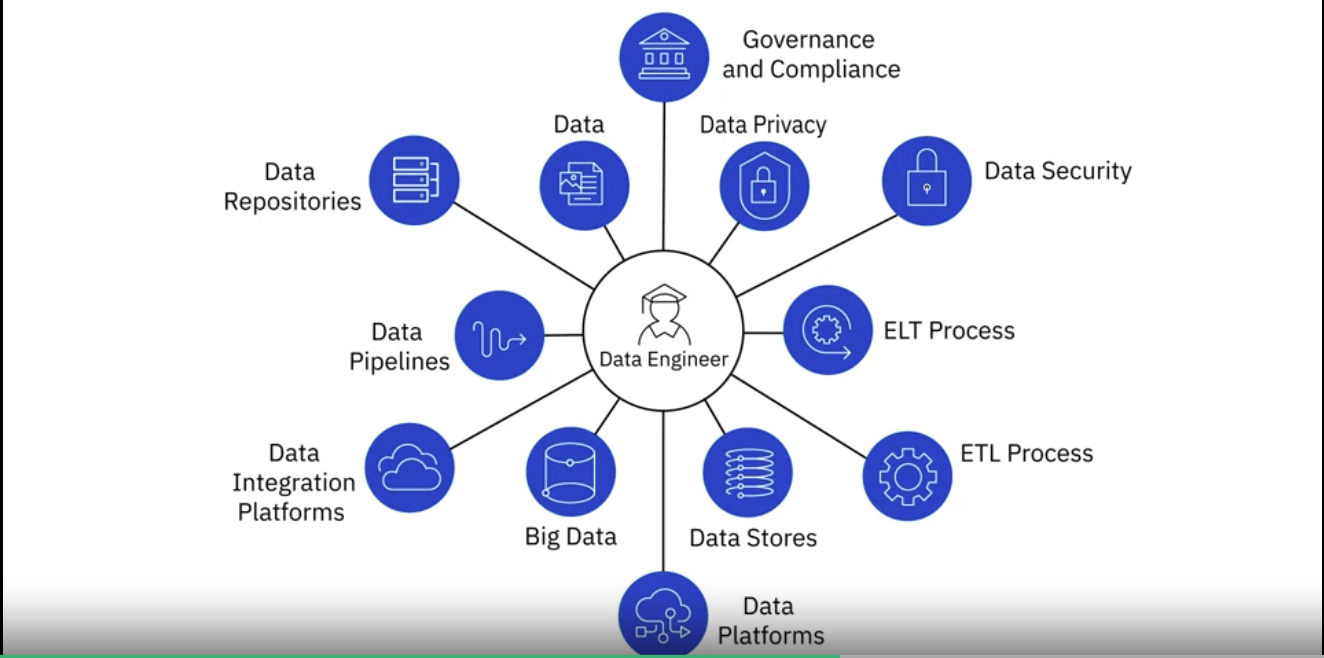 Governance
and Compliance
Data
Data Privacy
Data
Repositories
Data Security
Data
Pipelines
Data Engineer
ELT Process
Data
Integration
Platforms
ETL Process
Big Data
Data Stores
Data
Platforms